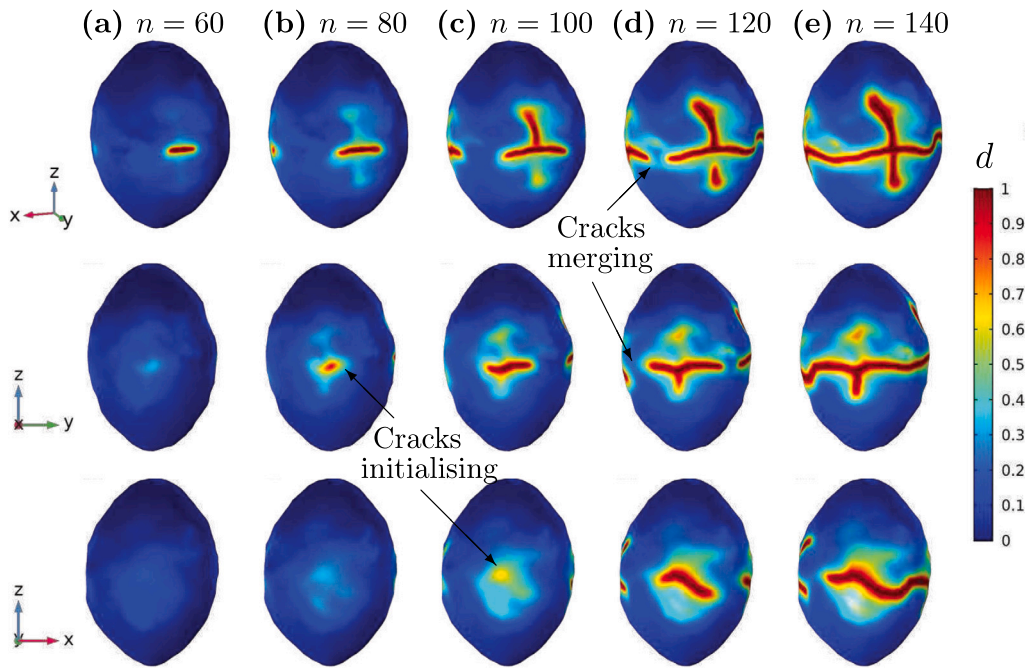 (a) n = 60
(b) n = 80
(c) n = 100
(d) n = 120
(e) n = 140
z
x
y
Cracks
merging
d
1
0.9
0.8
0.7
0.6
0.5
0.4
0.3
0.2
0.1
0
z
x
y
Cracks
initialising
z
y
x